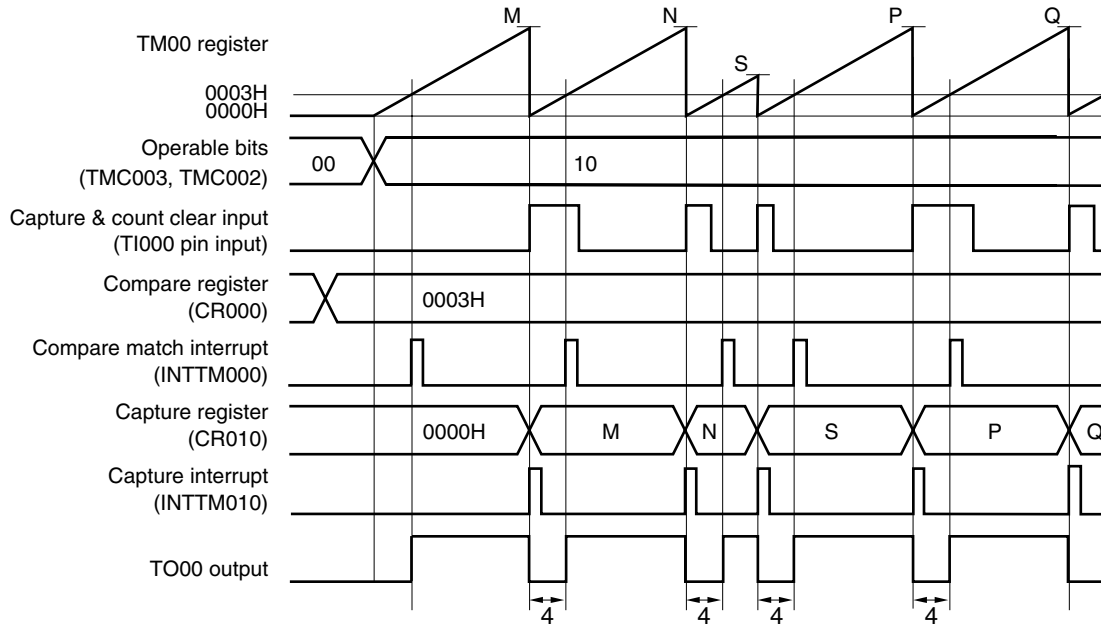 M N P Q
S
TM00 register
0003H
0000H
Operable bits
(TMC003, TMC002)
00 10
Capture & count clear input
(TI000 pin input)
Compare register
(CR000)
0003H
Compare match interrupt
(INTTM000)
Capture register
(CR010)
0000H M N S P Q
Capture interrupt
(INTTM010)
TO00 output
4 4 4 4